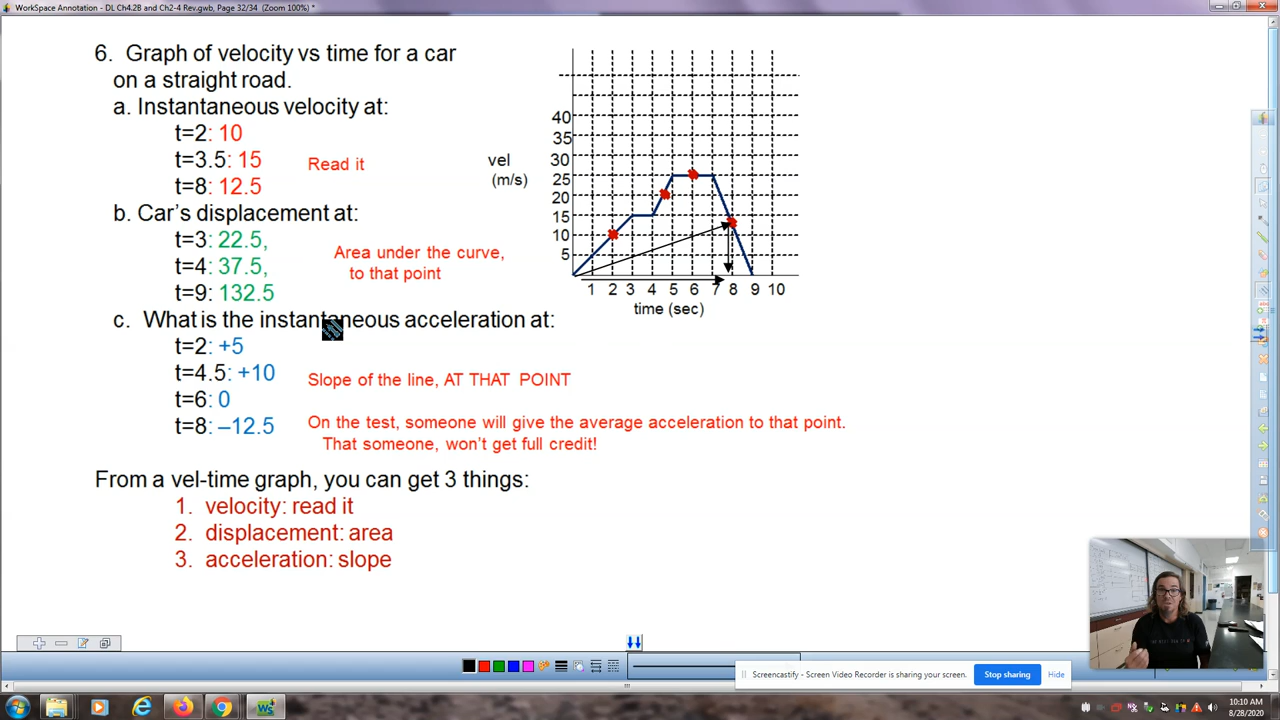 WorkSpace Annotation - DL Ch4.2B and Ch2-4 Rev.gwb, Page 32/34 (Zoom 100%) *
6. Graph of velocity vs time for a car
on a straight road.
a. Instantaneous velocity at:
t=2: 10
t=3.5: 15
t=8: 12.5
Read it
b. Car's displacement at:
t=3: 22.5,
t=4: 37.5,
t=9: 132.5
Area under the curve,
to that point
c. What is the instantaneous acceleration at:
t=2: +5
t=4.5: +10
t=6: 0
t=8: –12.5
Slope of the line, AT THAT POINT
On the test, someone will give the average acceleration to that point.
That someone, won't get full credit!
From a vel-time graph, you can get 3 things:
1. velocity: read it
2. displacement: area
3. acceleration: slope
vel
(m/s)
40
35
30
25
20
15
10
5
1 2 3 4 5 6 7 8 9 10
time (sec)
Screencastify - Screen Video Recorder is sharing your screen.
Stop sharing
Hide
10:10 AM
8/28/2020